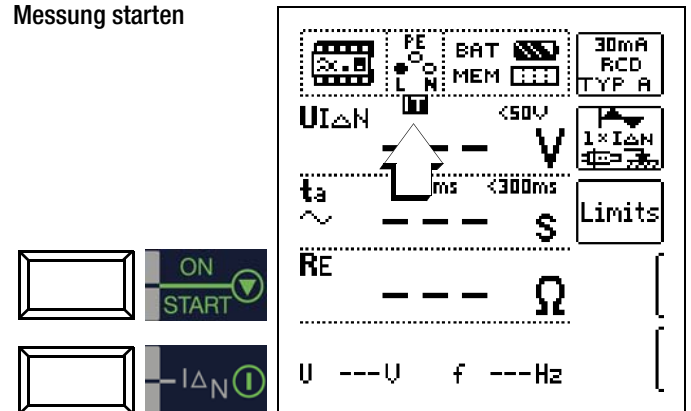 Messung starten
PE
L N
BAT
MEM
30mA
RCD
TYP A
UI△N
<50V
--- V
1×I△N
ta
ms
<300ms
∼ --- S
Limits
RE
--- Ω
ON
START
I△N
U ---V f ---Hz